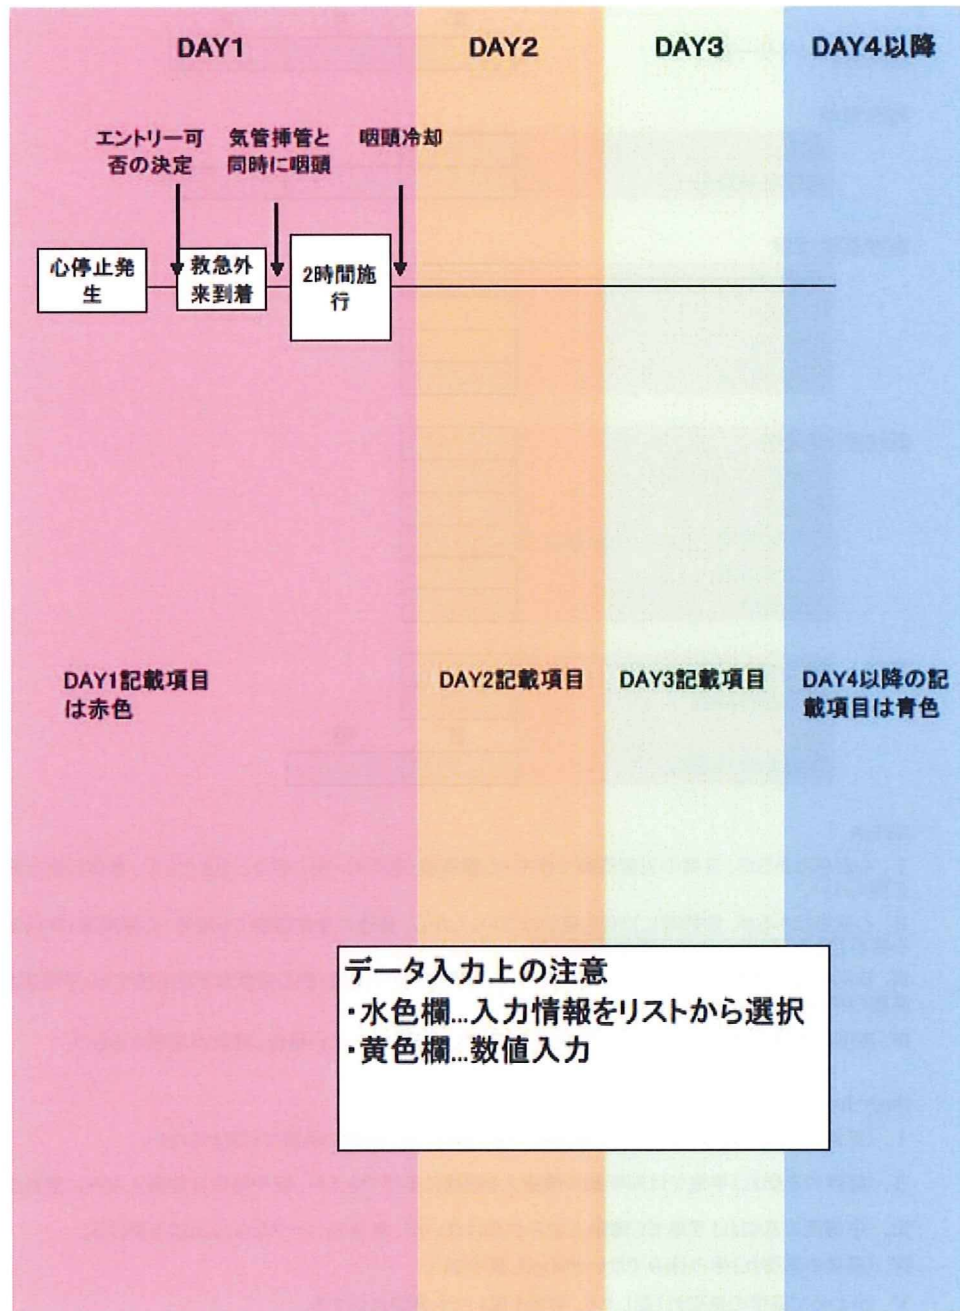 DAY1 DAY2 DAY3 DAY4以降
エントリー可
否の決定
気管挿管と
同時に咽頭
咽頭冷却
心停止発
生
救急外
来到着
2時間施
行
DAY1記載項目
は赤色
DAY2記載項目
DAY3記載項目
DAY4以降の記
載項目は青色
データ入力上の注意
・水色欄...入力情報をリストから選択
・黄色欄...数値入力